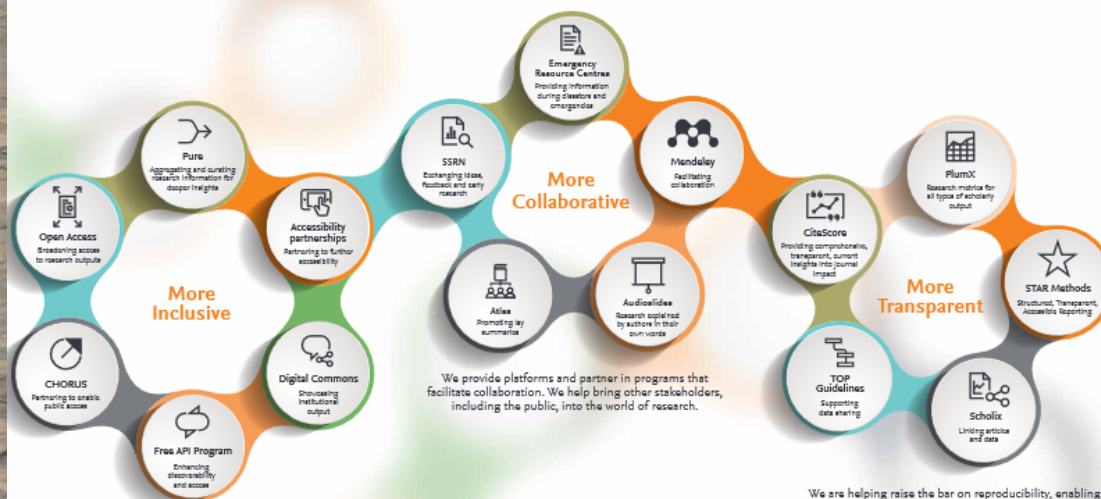 Emergency
Resource Centres
Providing information
during disasters and
emergencies
Pure
Aggregating and curating
research information for
deeper insights
SSRN
Exchanging ideas,
feedback and early
research
Mendeley
Facilitating
collaboration
PlumX
Research metrics for
all types of scholarly
output
Open Access
Broadening access
to research outputs
Accessibility
partnerships
Partnering to further
accessibility
More
Collaborative
CiteScore
Providing comprehensive,
transparent, current
insights into journal
impact
More
Inclusive
Atlas
Promoting lay
summaries
Audioslides
Research explained
by authors in their
own words
More
Transparent
STAR Methods
Structured, Transparent,
Accessible Reporting
CHORUS
Partnering to enable
public access
Digital Commons
Showcasing
institutional
output
We provide platforms and partner in programs that
facilitate collaboration. We help bring other stakeholders,
including the public, into the world of research.
TOP
Guidelines
Supporting
data sharing
Scholix
Linking articles
and data
Free API Program
Enhancing
discoverability
and access
We are helping raise the bar on reproducibility, enabling